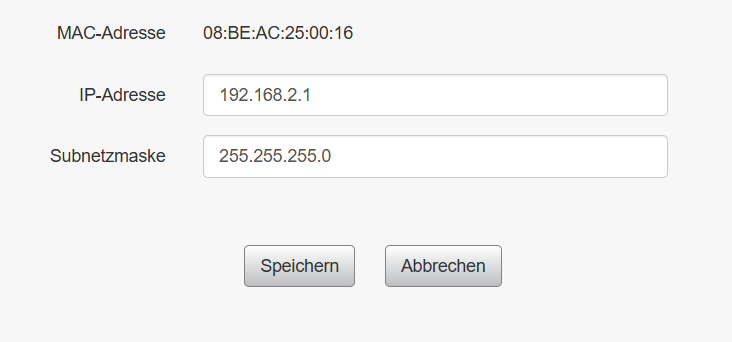 MAC-Adresse 08:BE:AC:25:00:16
IP-Adresse 192.168.2.1
Subnetzmaske 255.255.255.0
Speichern Abbrechen